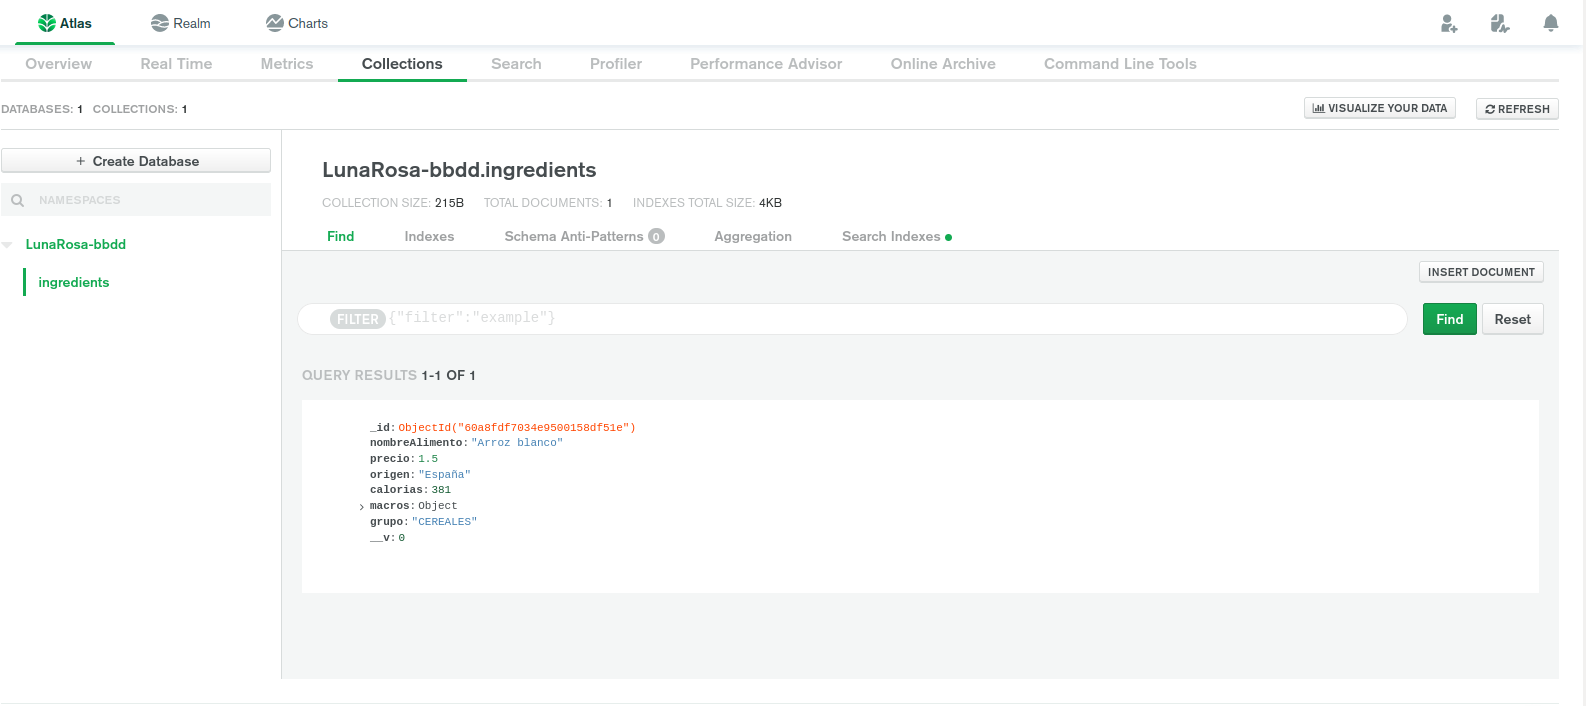 Atlas Realm Charts
Overview Real Time Metrics Collections Search Profiler Performance Advisor Online Archive Command Line Tools
DATABASES: 1 COLLECTIONS: 1
VISUALIZE YOUR DATA REFRESH
+ Create Database
NAMESPACES
LunaRosa-bbdd
ingredients
LunaRosa-bbdd.ingredients
COLLECTION SIZE: 215B TOTAL DOCUMENTS: 1 INDEXES TOTAL SIZE: 4KB
Find Indexes Schema Anti-Patterns 0 Aggregation Search Indexes
INSERT DOCUMENT
FILTER {"filter":"example"}
Find Reset
QUERY RESULTS 1-1 OF 1
_id: ObjectId("60a8fdf7034e9500158df51e")
nombreAlimento: "Arroz blanco"
precio: 1.5
origen: "España"
calorias: 381
macros: Object
grupo: "CEREALES"
__v: 0